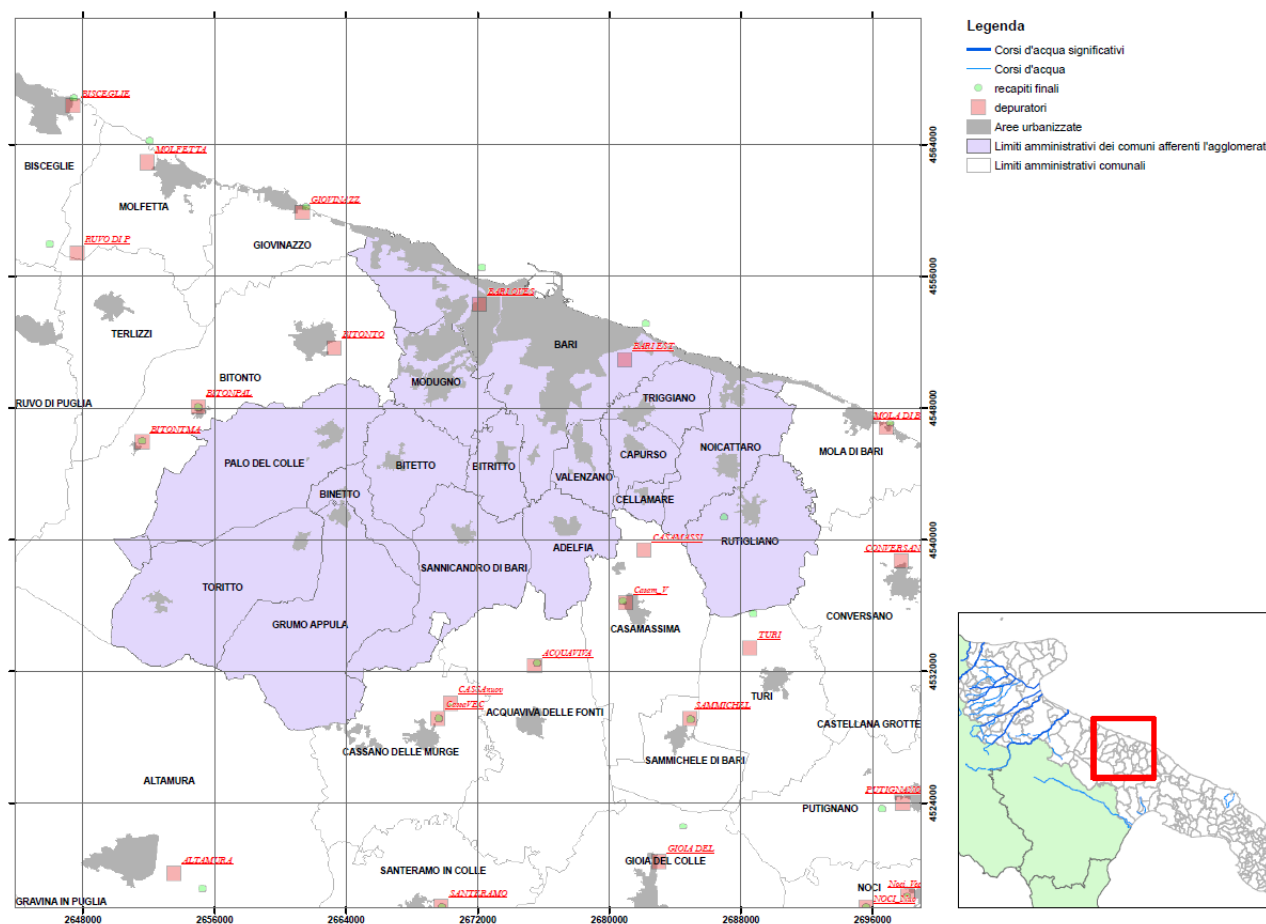 Legenda
Corsi d'acqua significativi
Corsi d'acqua
recapiti finali
depuratori
Aree urbanizzate
Limiti amministrativi dei comuni afferenti l'agglomerat
Limiti amministrativi comunali
BISCEGLIE
MOLFETTA
4564000
BISCEGLIE
MOLFETTA
GIOVINAZZ
GIOVINAZZO
RUVO DI P
4556000
BARI OVES
TERLIZZI
BITONTO
BARI
BARI EST
BITONTO
MODUGNO
BITONPAL
TRIGGIANO
RUVO DI PUGLIA
4548000
MOLA DI B
BITONTMA
PALO DEL COLLE
BITETTO
BITRITTO
CAPURSO
NOICATTARO
MOLA DI BARI
VALENZANO
BINETTO
CELLAMARE
CASAMASSI
4540000
ADELFIA
RUTIGLIANO
CONVERSAN
SANNICANDRO DI BARI
TORITTO
Casam_V
GRUMO APPULA
CASAMASSIMA
CONVERSANO
ACQUAVIVA
TURI
4532000
CASSAnuov
CassaVEC
ACQUAVIVA DELLE FONTI
SAMMICHEL
TURI
CASTELLANA GROTTE
CASSANO DELLE MURGE
SAMMICHELE DI BARI
ALTAMURA
PUTIGNANO
PUTIGNANO
4524000
ALTAMURA
SANTERAMO IN COLLE
GIOIA DEL
GIOIA DEL COLLE
NOCI
SANTERAMO
GRAVINA IN PUGLIA
2648000
2656000
2664000
2672000
2680000
2688000
2696000